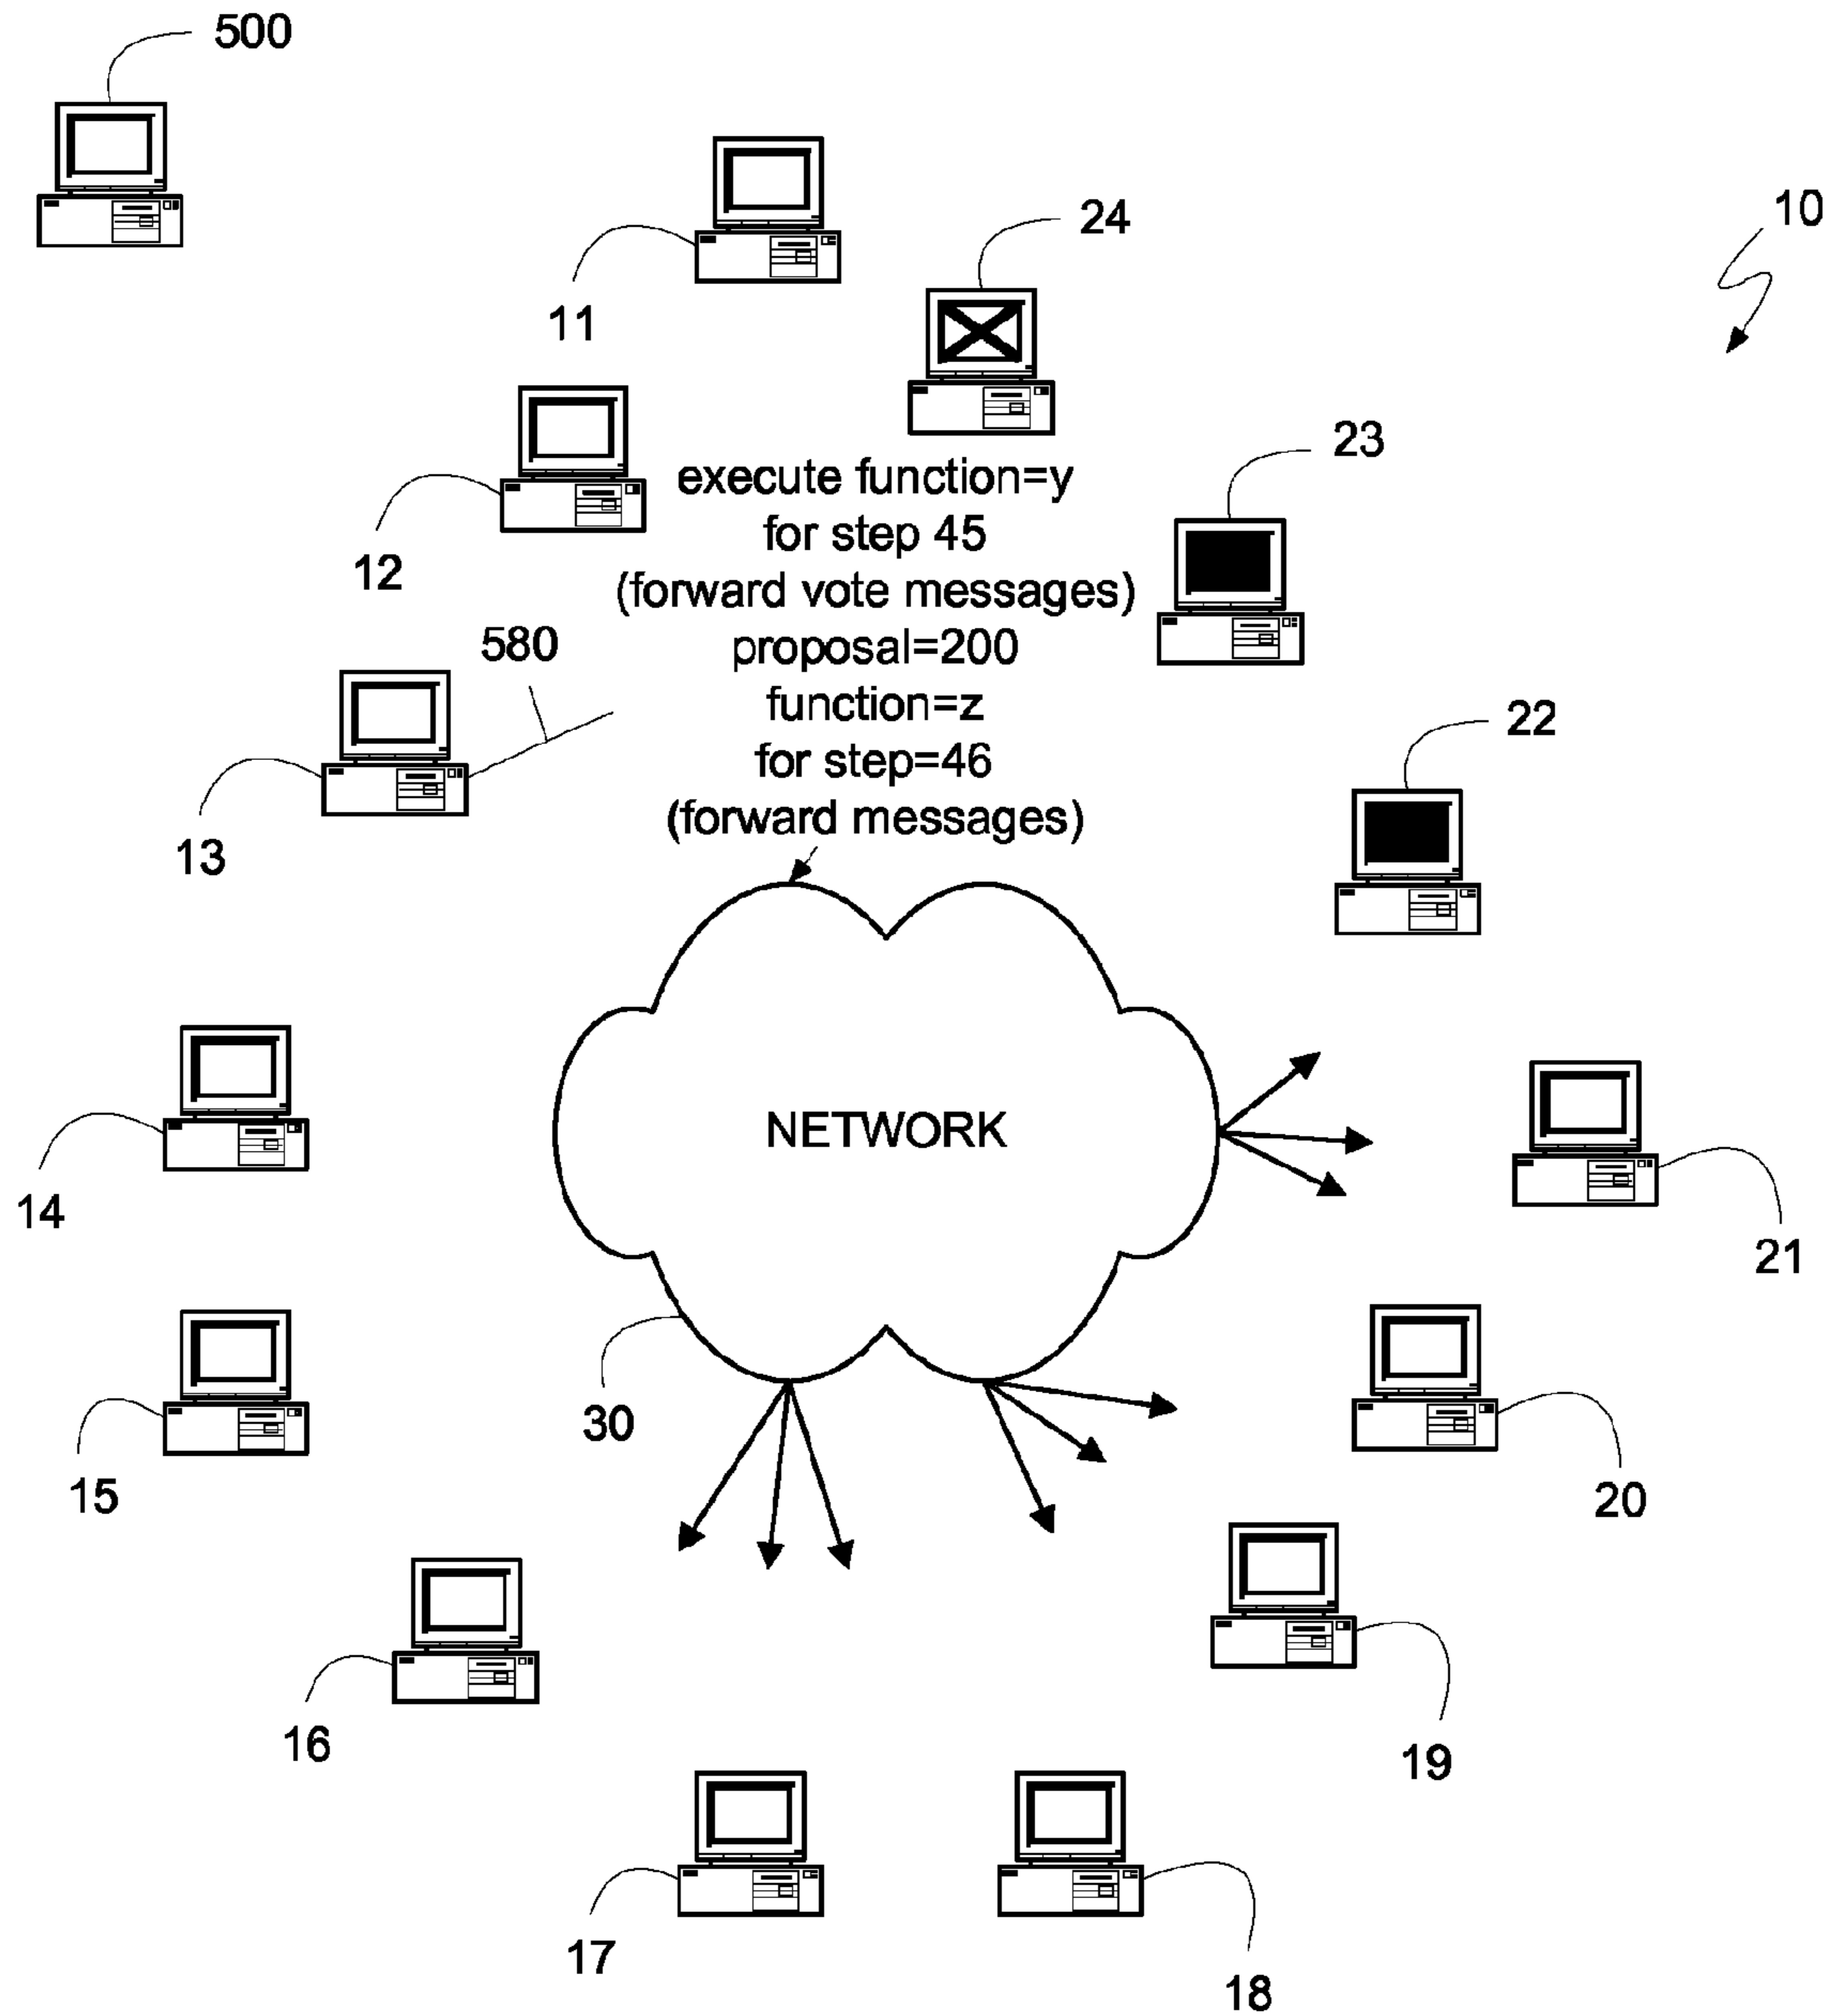 500
10
24
11
23
12
execute function=y
for step 45
(forward vote messages)
proposal=200
function=z
for step=46
(forward messages)
580
22
13
NETWORK
14
21
15
30
20
16
19
17
18